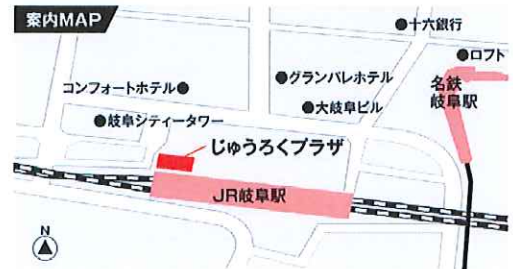 案内MAP
●十六銀行
●ロフト
名鉄
岐阜駅
●グランパレホテル
コンフォートホテル●
●大岐阜ビル
●岐阜シティータワー
じゅうろくプラザ
JR岐阜駅
N